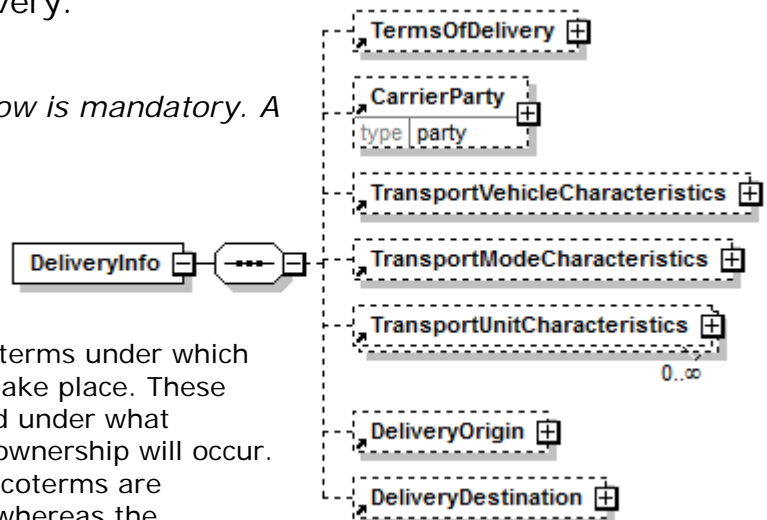 TermsOfDelivery
ow is mandatory. A
CarrierParty
type party
TransportVehicleCharacteristics
DeliveryInfo
TransportModeCharacteristics
TransportUnitCharacteristics
0..∞
terms under which
ake place. These
d under what
ownership will occur.
coterms are
whereas the
DeliveryOrigin
DeliveryDestination